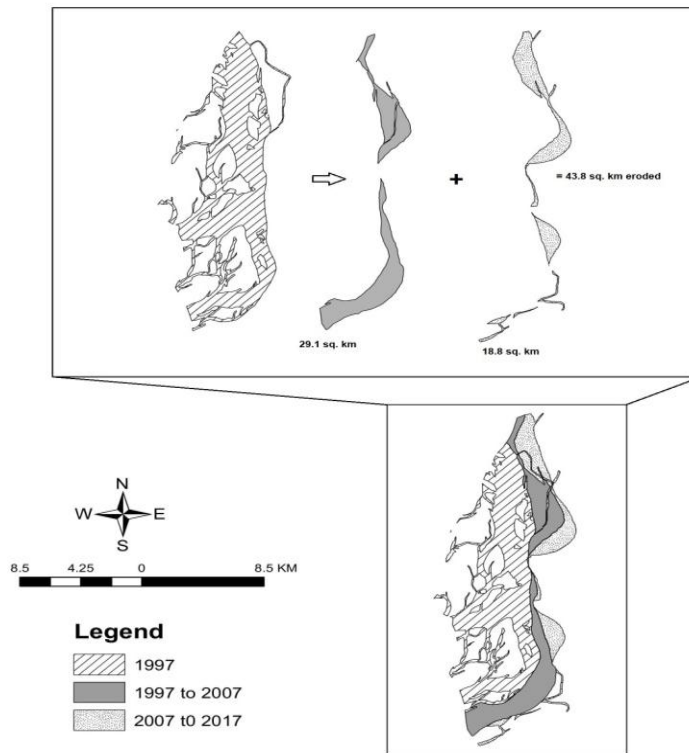 = 43.8 sq. km eroded
+
29.1 sq. km
18.8 sq. km
N
W E
S
8.5 4.25 0 8.5 KM
Legend
1997
1997 to 2007
2007 t0 2017